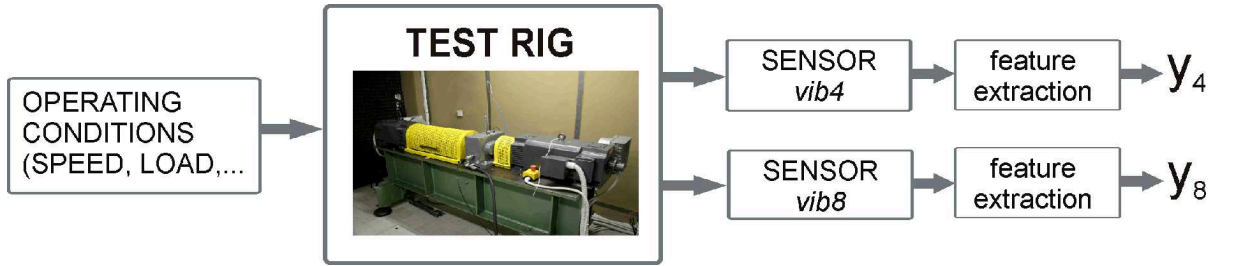 TEST RIG
OPERATING
CONDITIONS
(SPEED, LOAD,...
SENSOR
vib4
feature
extraction
y4
SENSOR
vib8
feature
extraction
y8